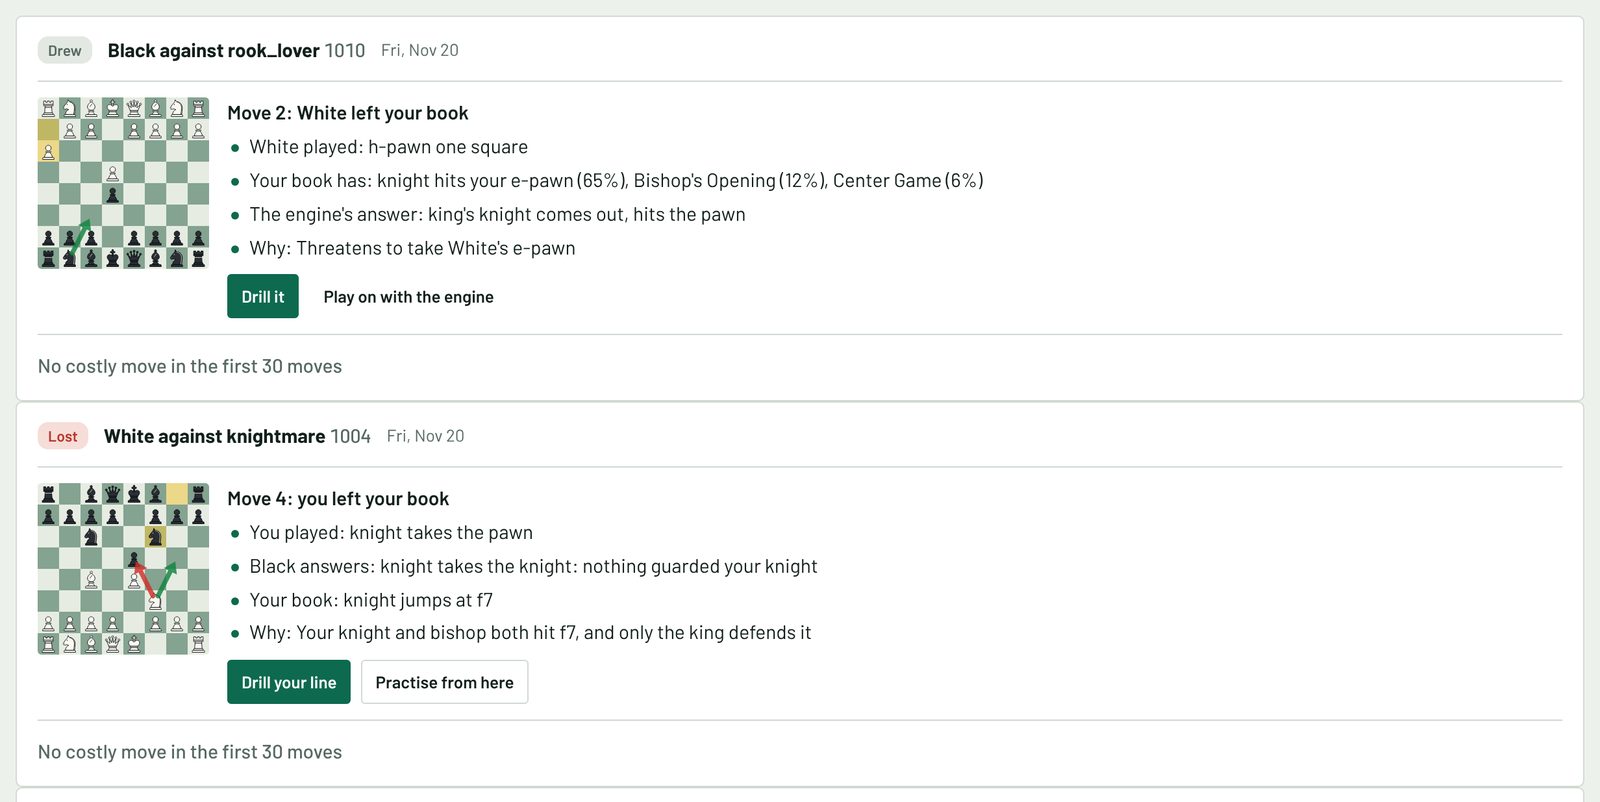 Drew Black against rook_lover 1010 Fri, Nov 20
Move 2: White left your book
White played: h-pawn one square
Your book has: knight hits your e-pawn (65%), Bishop's Opening (12%), Center Game (6%)
The engine's answer: king's knight comes out, hits the pawn
Why: Threatens to take White's e-pawn
Drill it Play on with the engine
No costly move in the first 30 moves
Lost White against knightmare 1004 Fri, Nov 20
Move 4: you left your book
You played: knight takes the pawn
Black answers: knight takes the knight: nothing guarded your knight
Your book: knight jumps at f7
Why: Your knight and bishop both hit f7, and only the king defends it
Drill your line Practise from here
No costly move in the first 30 moves